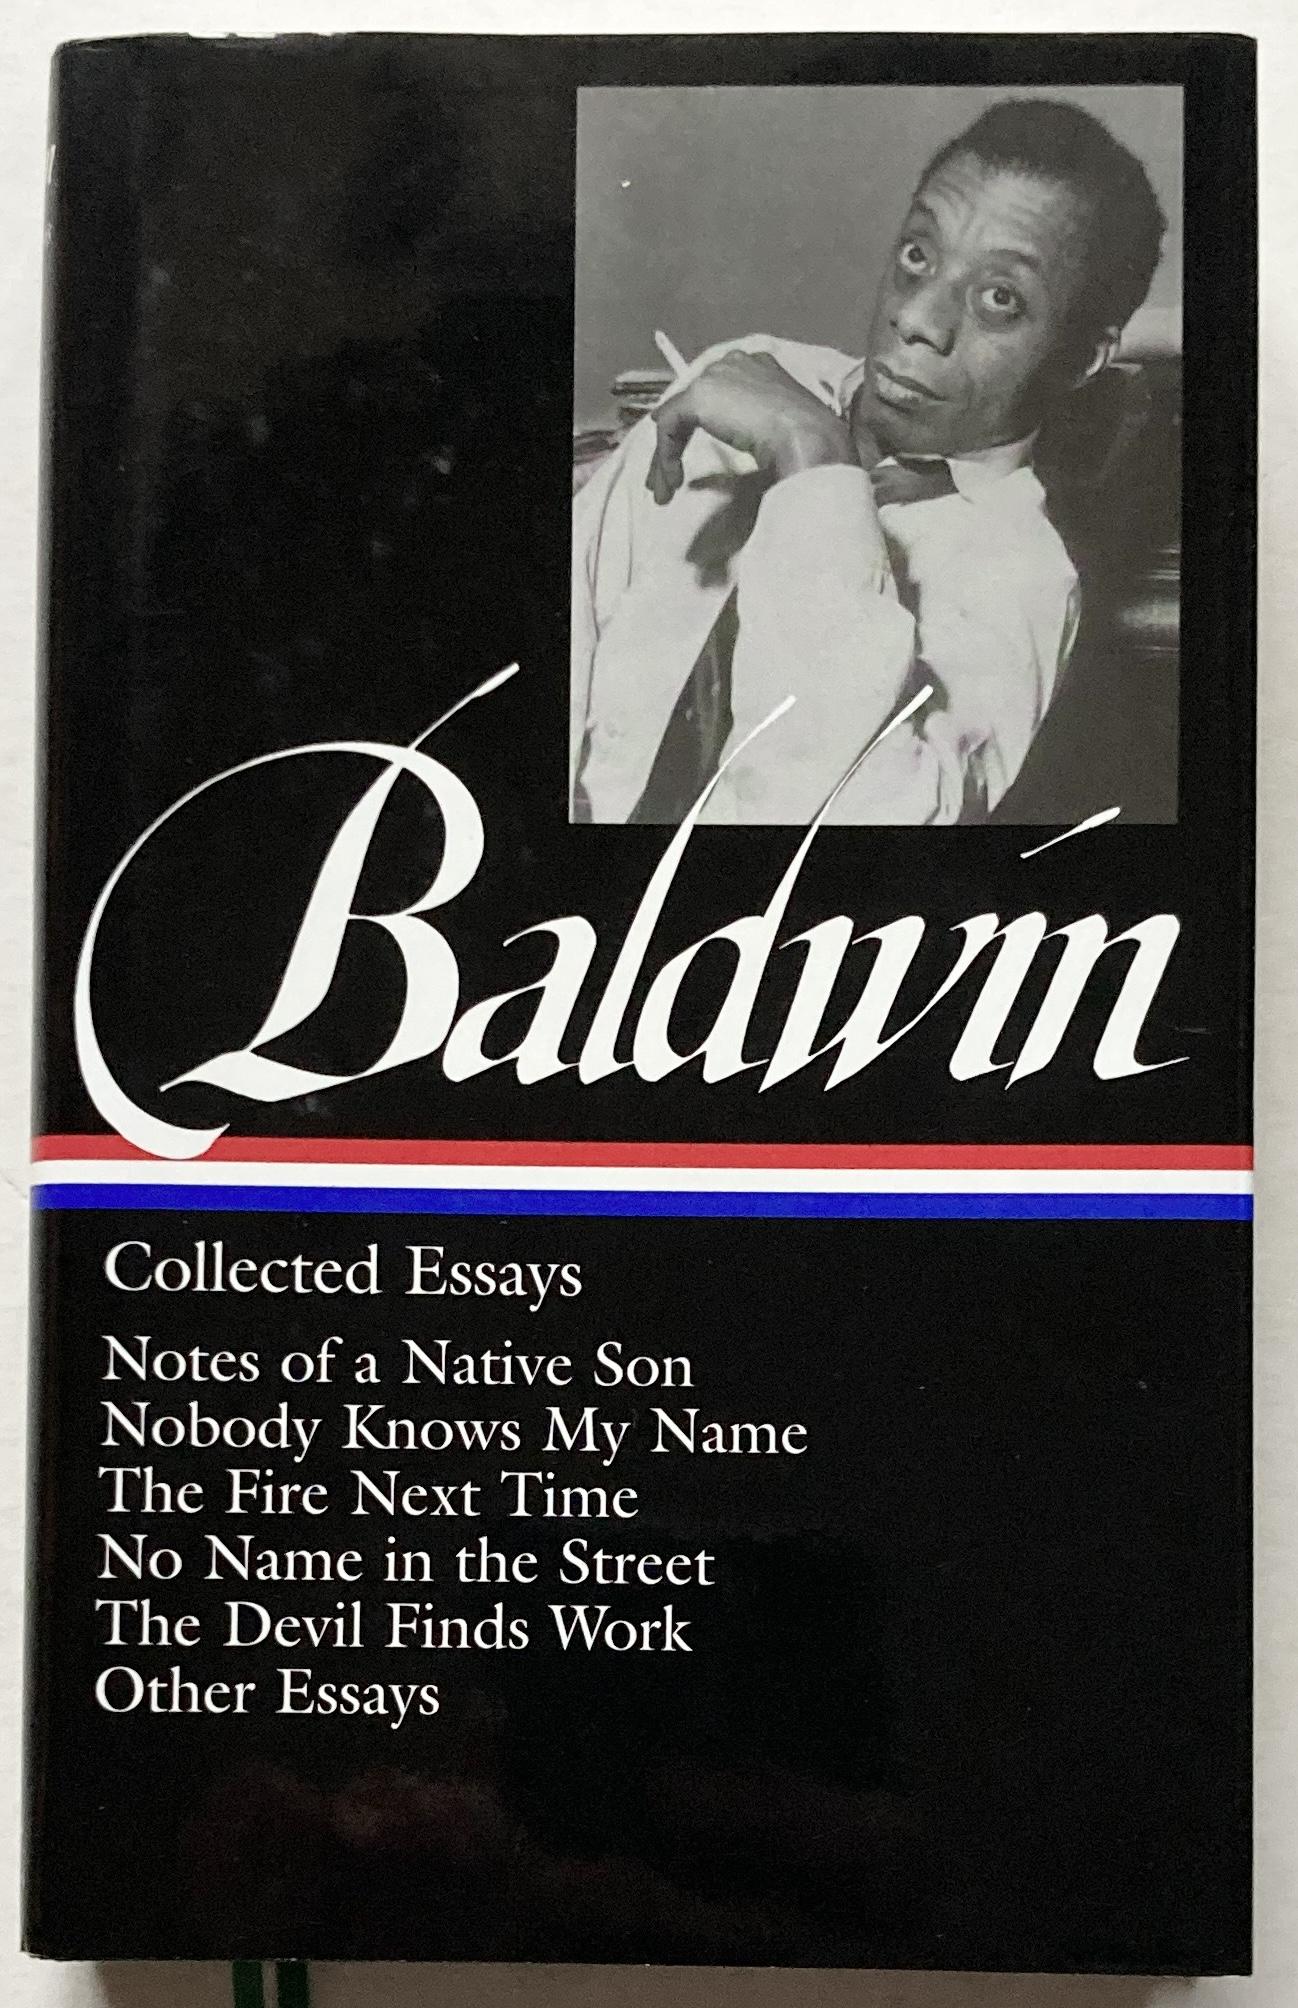 Baldwin
Collected Essays
Notes of a Native Son
Nobody Knows My Name
The Fire Next Time
No Name in the Street
The Devil Finds Work
Other Essays